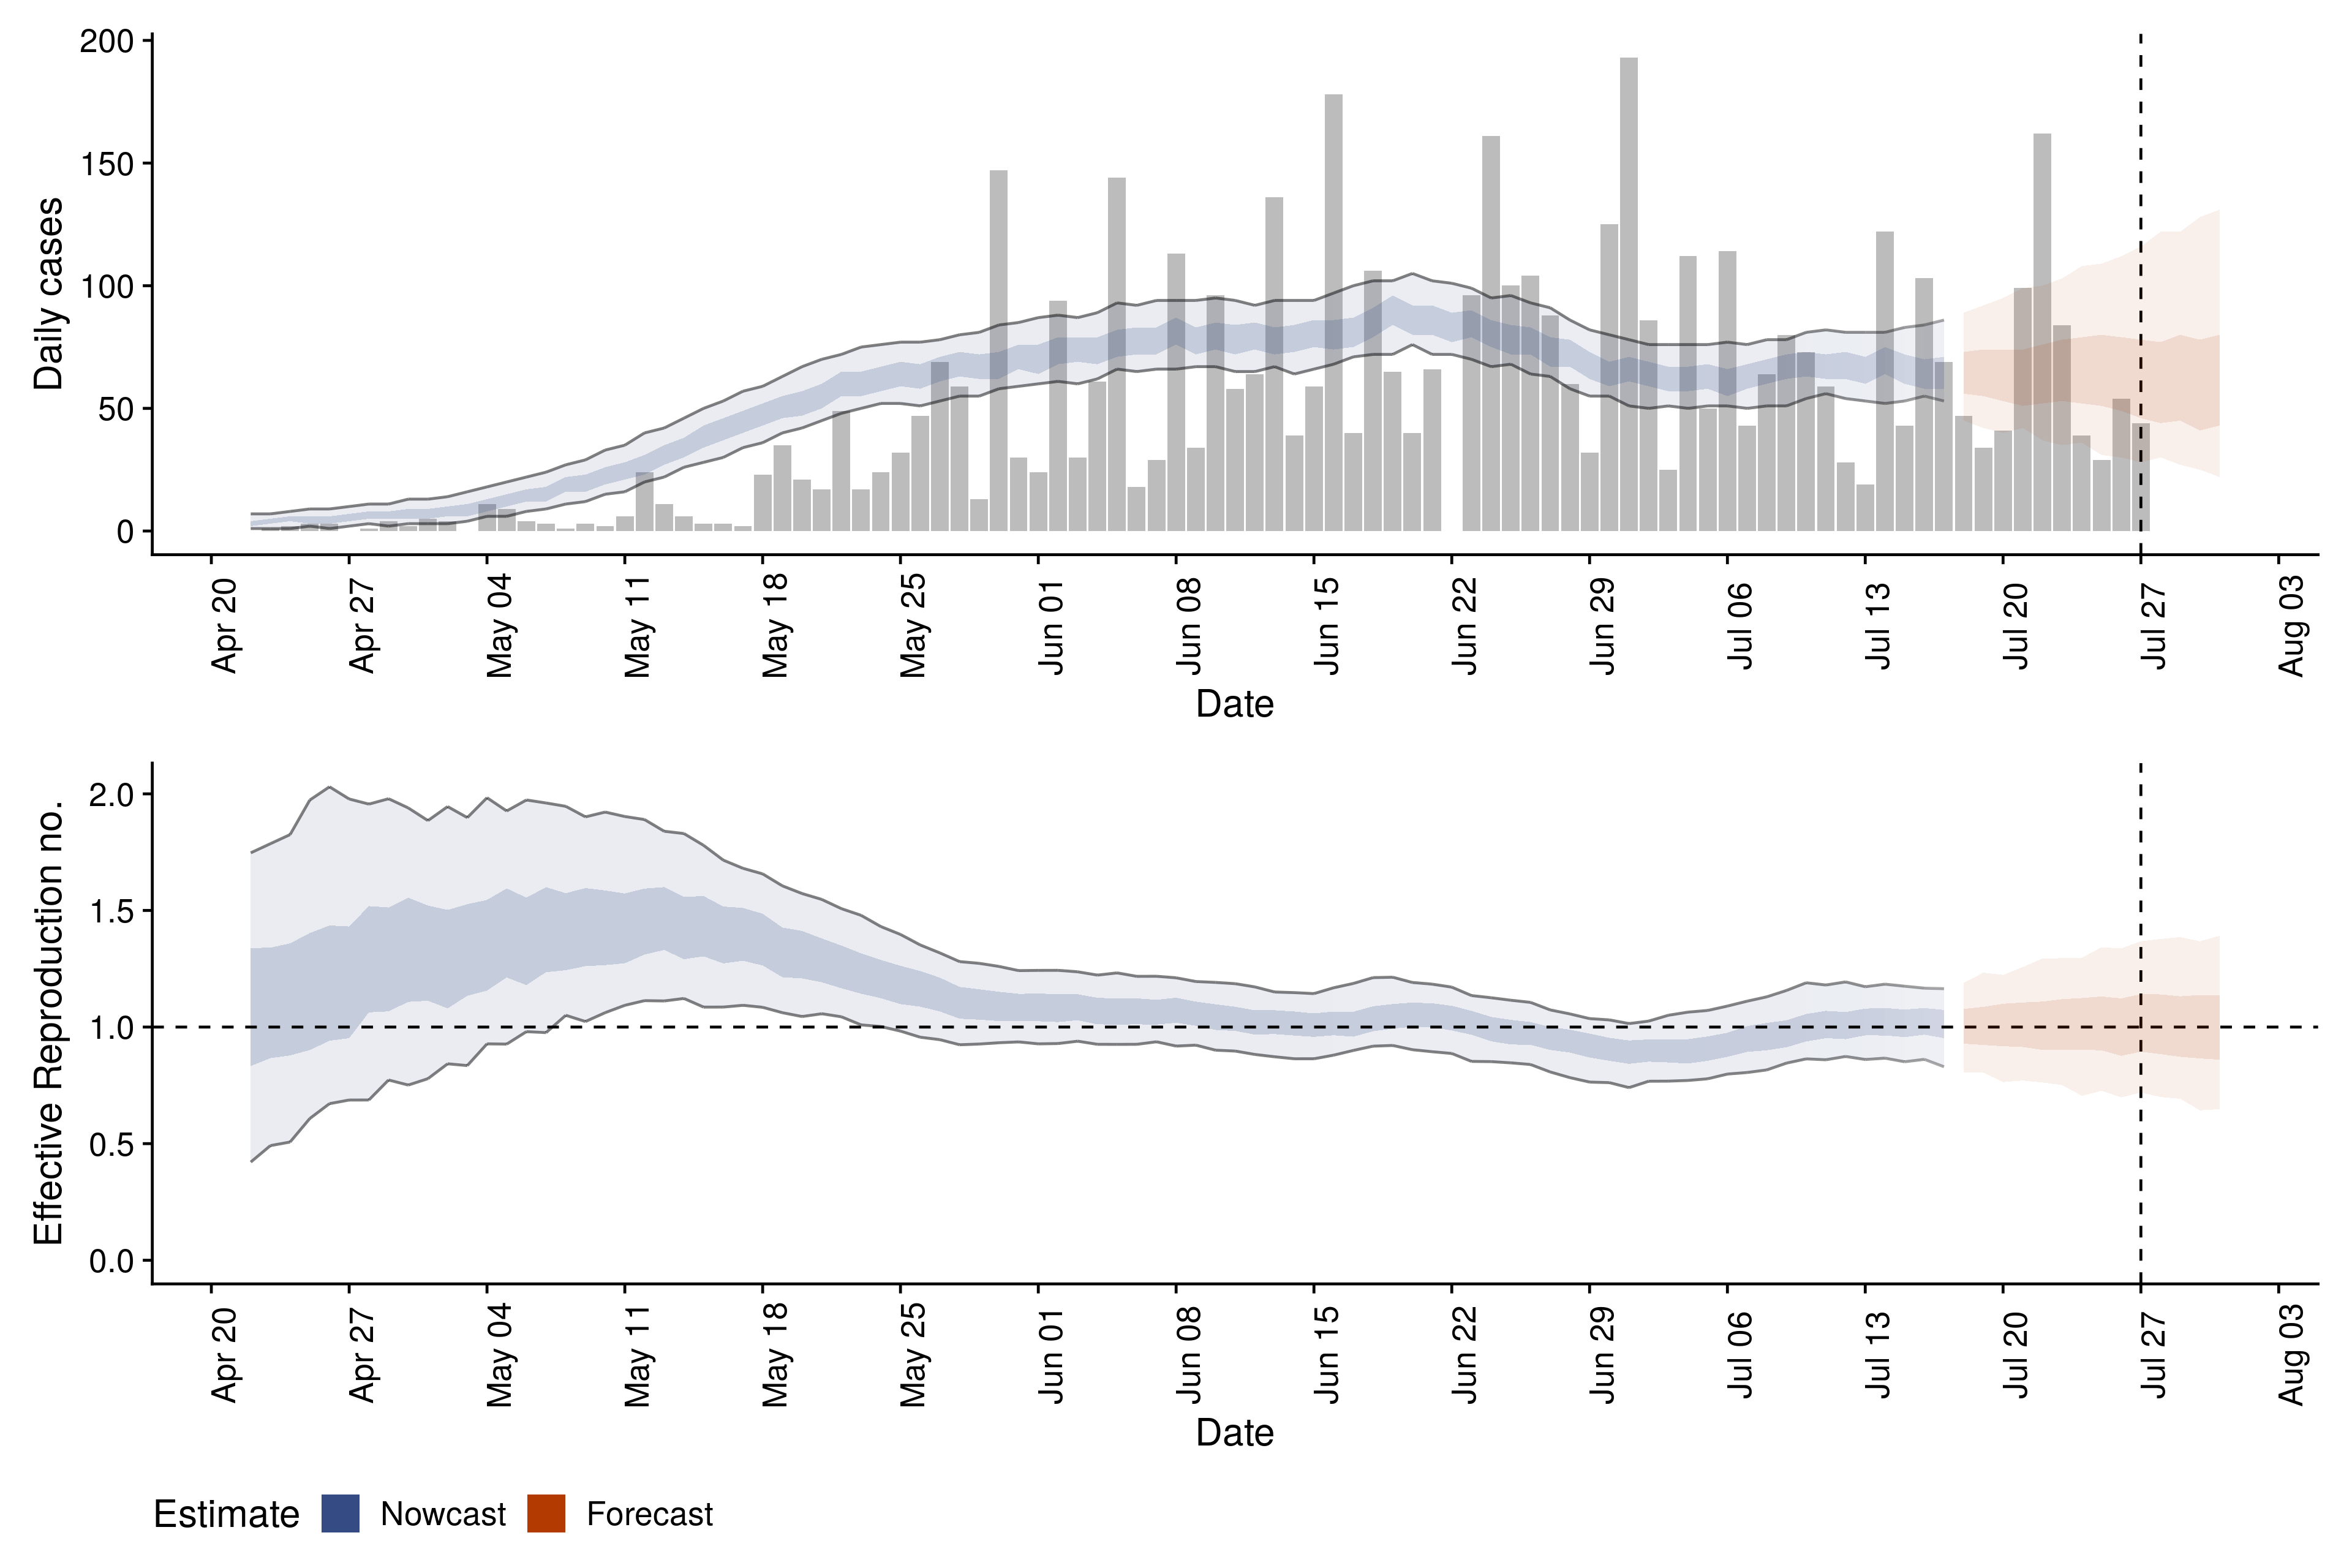 200
150
100
50
0
Daily cases
Apr 20
Apr 27
May 04
May 11
May 18
May 25
Jun 01
Jun 08
Jun 15
Jun 22
Jun 29
Jul 06
Jul 13
Jul 20
Jul 27
Aug 03
Date
2.0
1.5
1.0
0.5
0.0
Effective Reproduction no.
Apr 20
Apr 27
May 04
May 11
May 18
May 25
Jun 01
Jun 08
Jun 15
Jun 22
Jun 29
Jul 06
Jul 13
Jul 20
Jul 27
Aug 03
Date
Estimate Nowcast Forecast